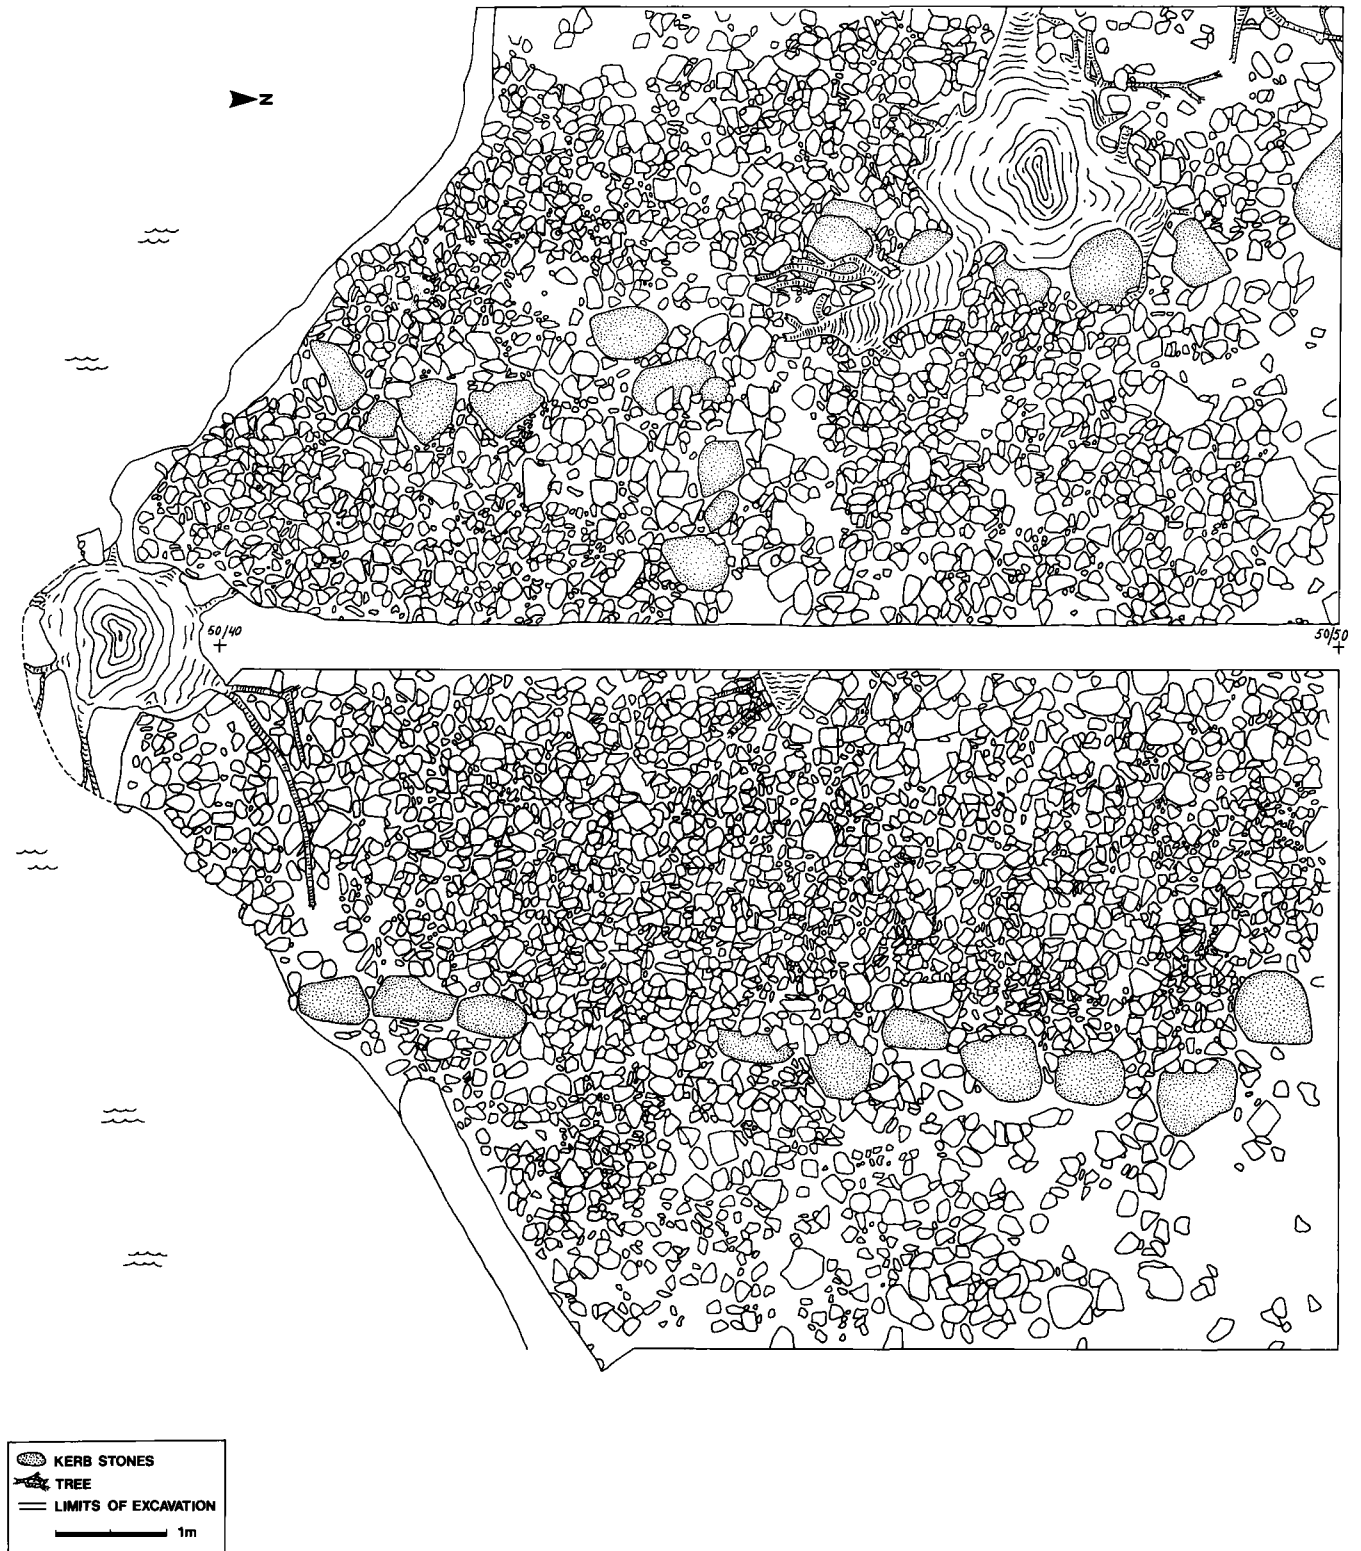 N
50/40
50/50
KERB STONES
TREE
LIMITS OF EXCAVATION
1m